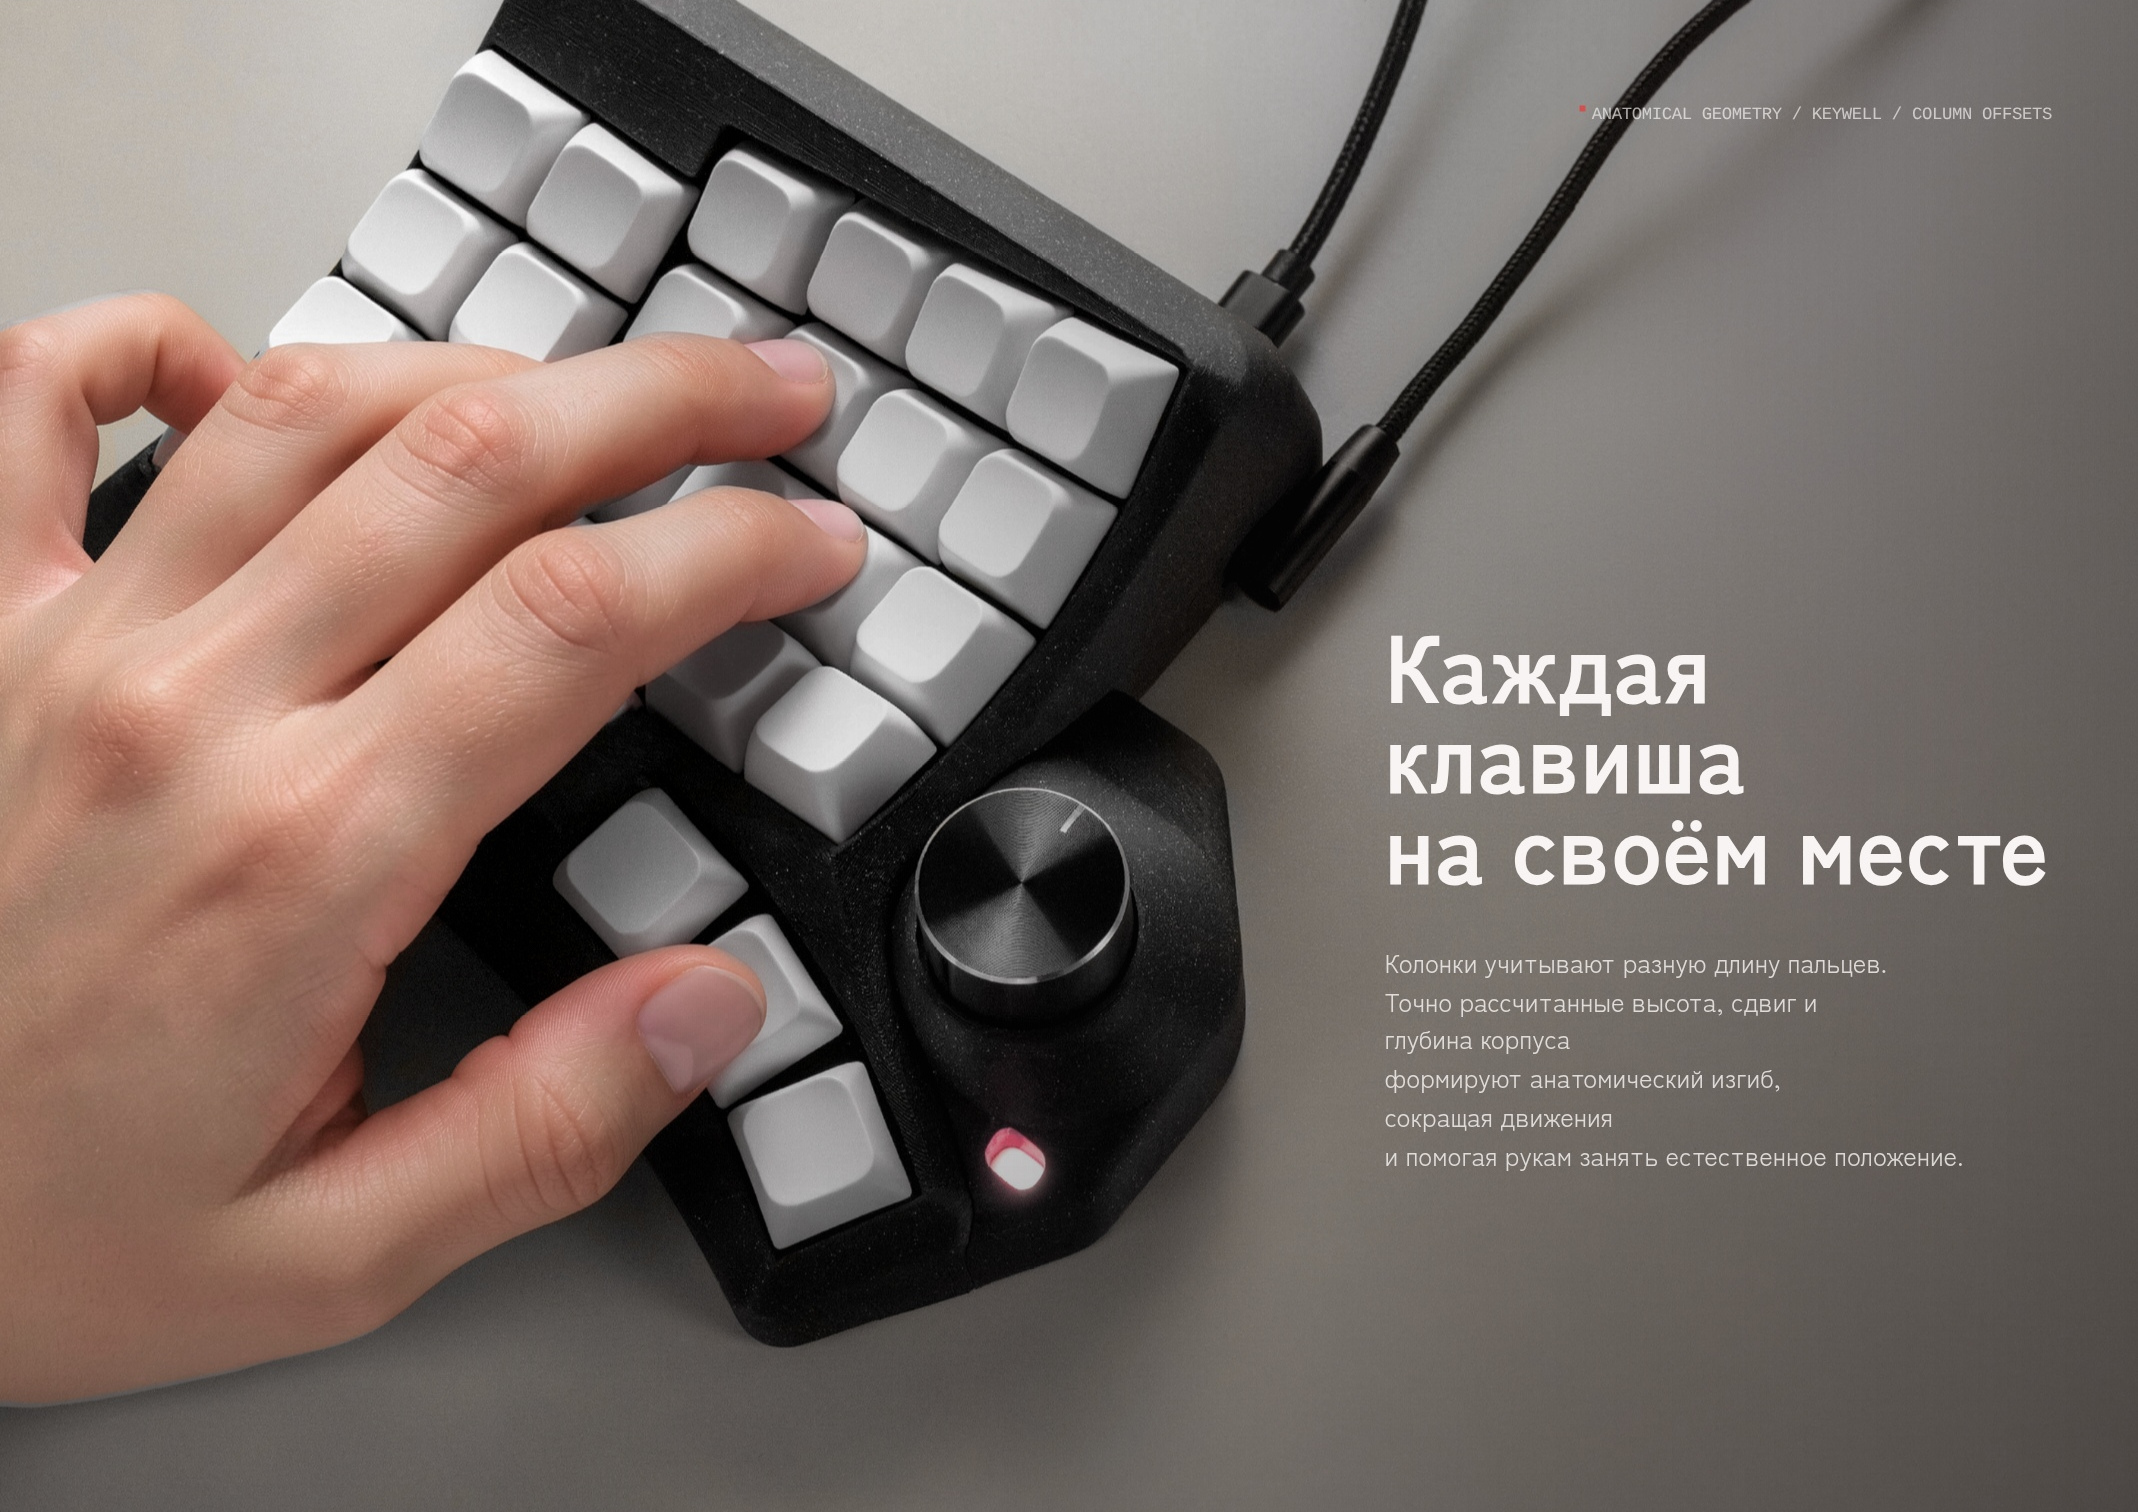 ANATOMICAL GEOMETRY / KEYWELL / COLUMN OFFSETS
Каждая
клавиша
на своём месте
Колонки учитывают разную длину пальцев.
Точно рассчитанные высота, сдвиг и
глубина корпуса
формируют анатомический изгиб,
сокращая движения
и помогая рукам занять естественное положение.